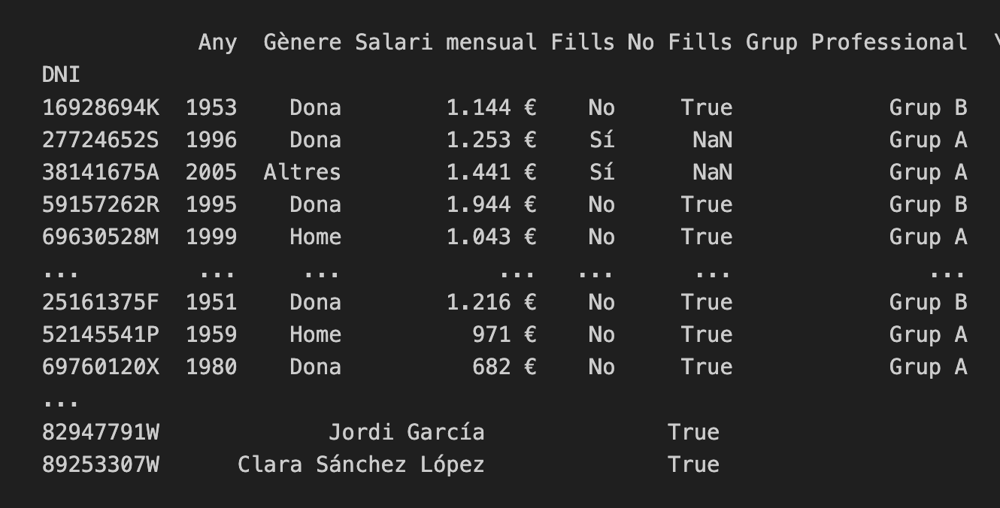 Any Gènere Salari mensual Fills No Fills Grup Professional \
DNI
16928694K 1953 Dona 1.144 € No True Grup B
27724652S 1996 Dona 1.253 € Sí NaN Grup A
38141675A 2005 Altres 1.441 € Sí NaN Grup A
59157262R 1995 Dona 1.944 € No True Grup B
69630528M 1999 Home 1.043 € No True Grup A
... ... ... ... ... ... ...
25161375F 1951 Dona 1.216 € No True Grup B
52145541P 1959 Home 971 € No True Grup A
69760120X 1980 Dona 682 € No True Grup A
...
82947791W Jordi García True
89253307W Clara Sánchez López True